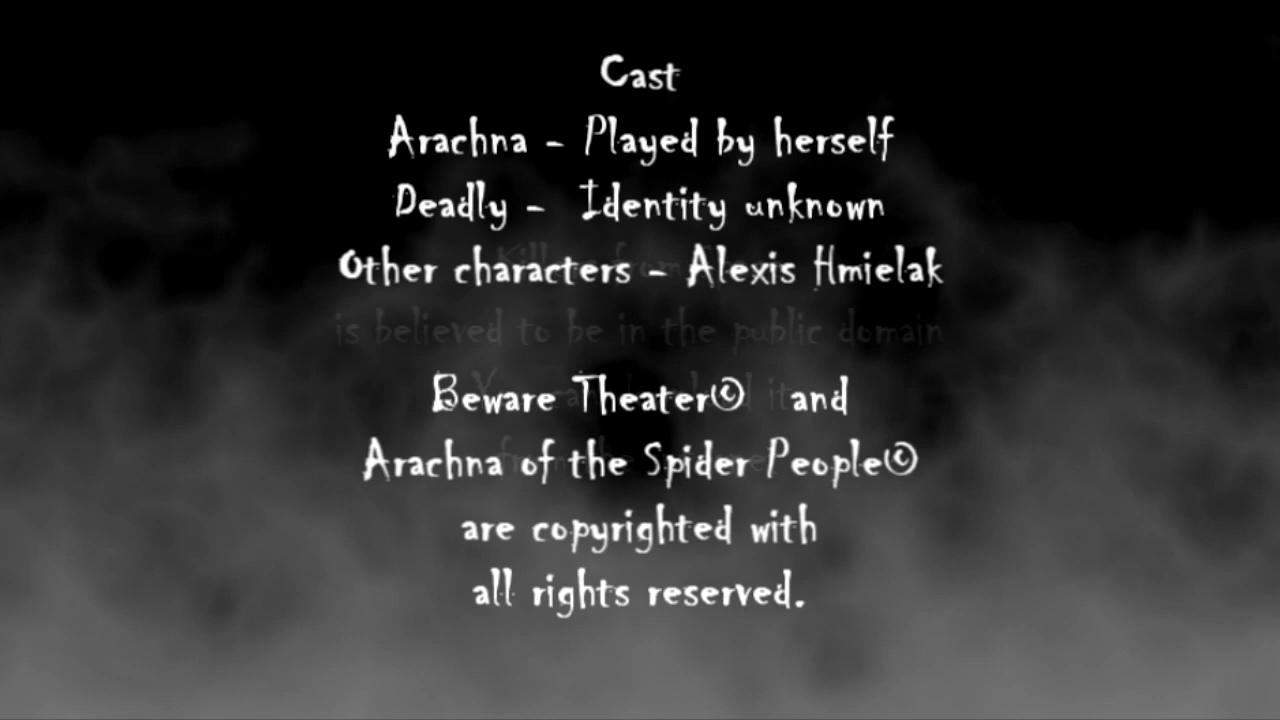 Cast
Arachna - Played by herself
Deadly - Identity unknown
Other characters - Alexis Hmielak
is believed to be in the public domain
Beware Theater© and
Arachna of the Spider People©
are copyrighted with
all rights reserved.